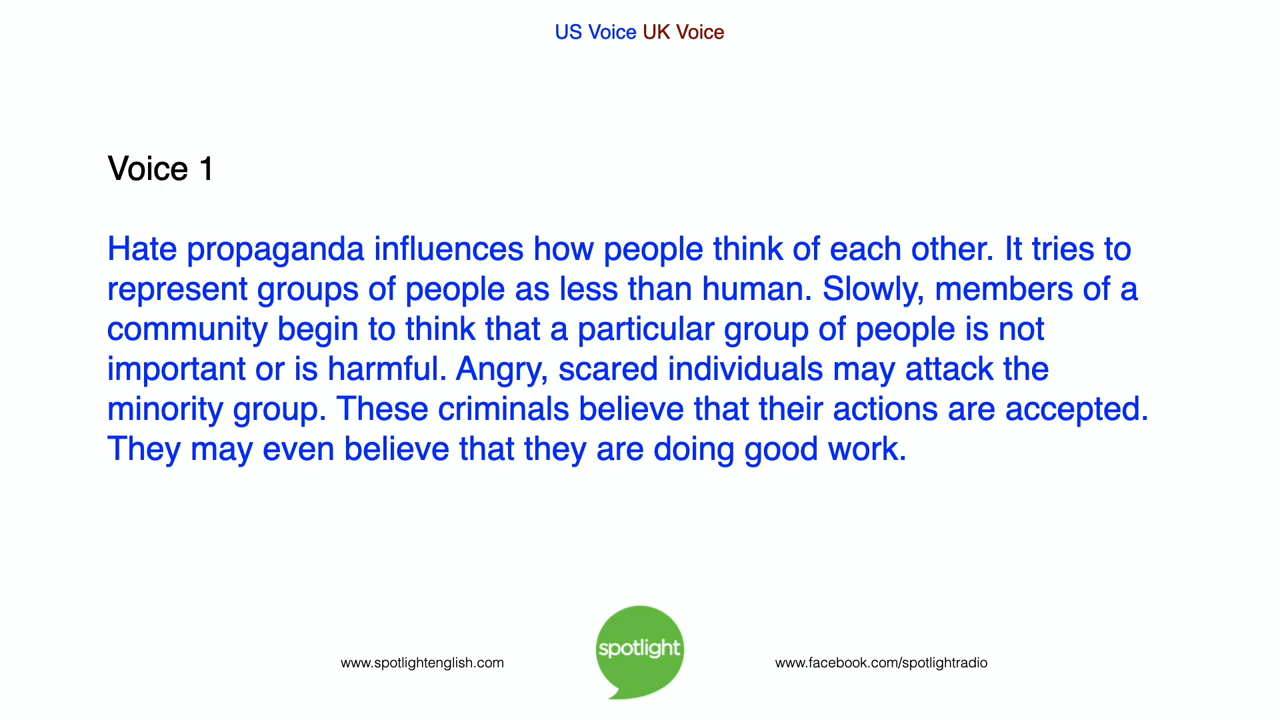 US Voice UK Voice
Voice 1
Hate propaganda influences how people think of each other. It tries to
represent groups of people as less than human. Slowly, members of a
community begin to think that a particular group of people is not
important or is harmful. Angry, scared individuals may attack the
minority group. These criminals believe that their actions are accepted.
They may even believe that they are doing good work.
www.spotlightenglish.com
spotlight
www.facebook.com/spotlightradio